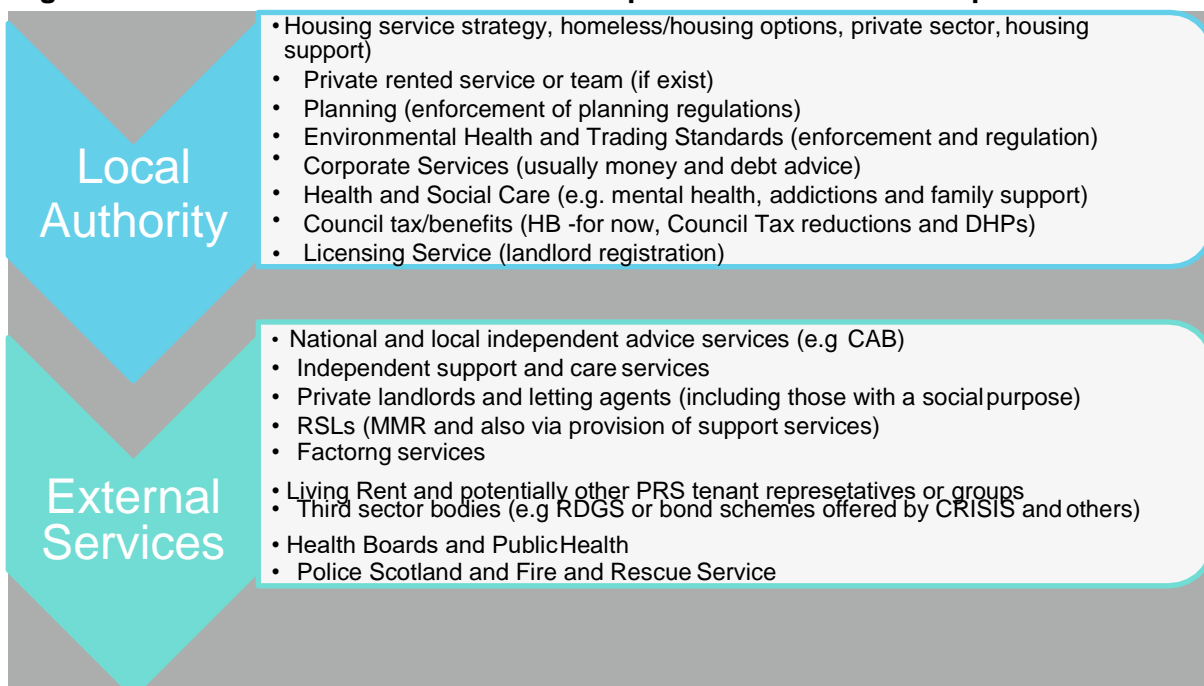 Local
Authority
• Housing service strategy, homeless/housing options, private sector, housing
support)
• Private rented service or team (if exist)
• Planning (enforcement of planning regulations)
• Environmental Health and Trading Standards (enforcement and regulation)
• Corporate Services (usually money and debt advice)
• Health and Social Care (e.g. mental health, addictions and family support)
• Council tax/benefits (HB -for now, Council Tax reductions and DHPs)
• Licensing Service (landlord registration)
External
Services
• National and local independent advice services (e.g CAB)
• Independent support and care services
• Private landlords and letting agents (including those with a social purpose)
• RSLs (MMR and also via provision of support services)
• Factorng services
• Living Rent and potentially other PRS tenant represetatives or groups
• Third sector bodies (e.g RDGS or bond schemes offered by CRISIS and others)
• Health Boards and Public Health
• Police Scotland and Fire and Rescue Service